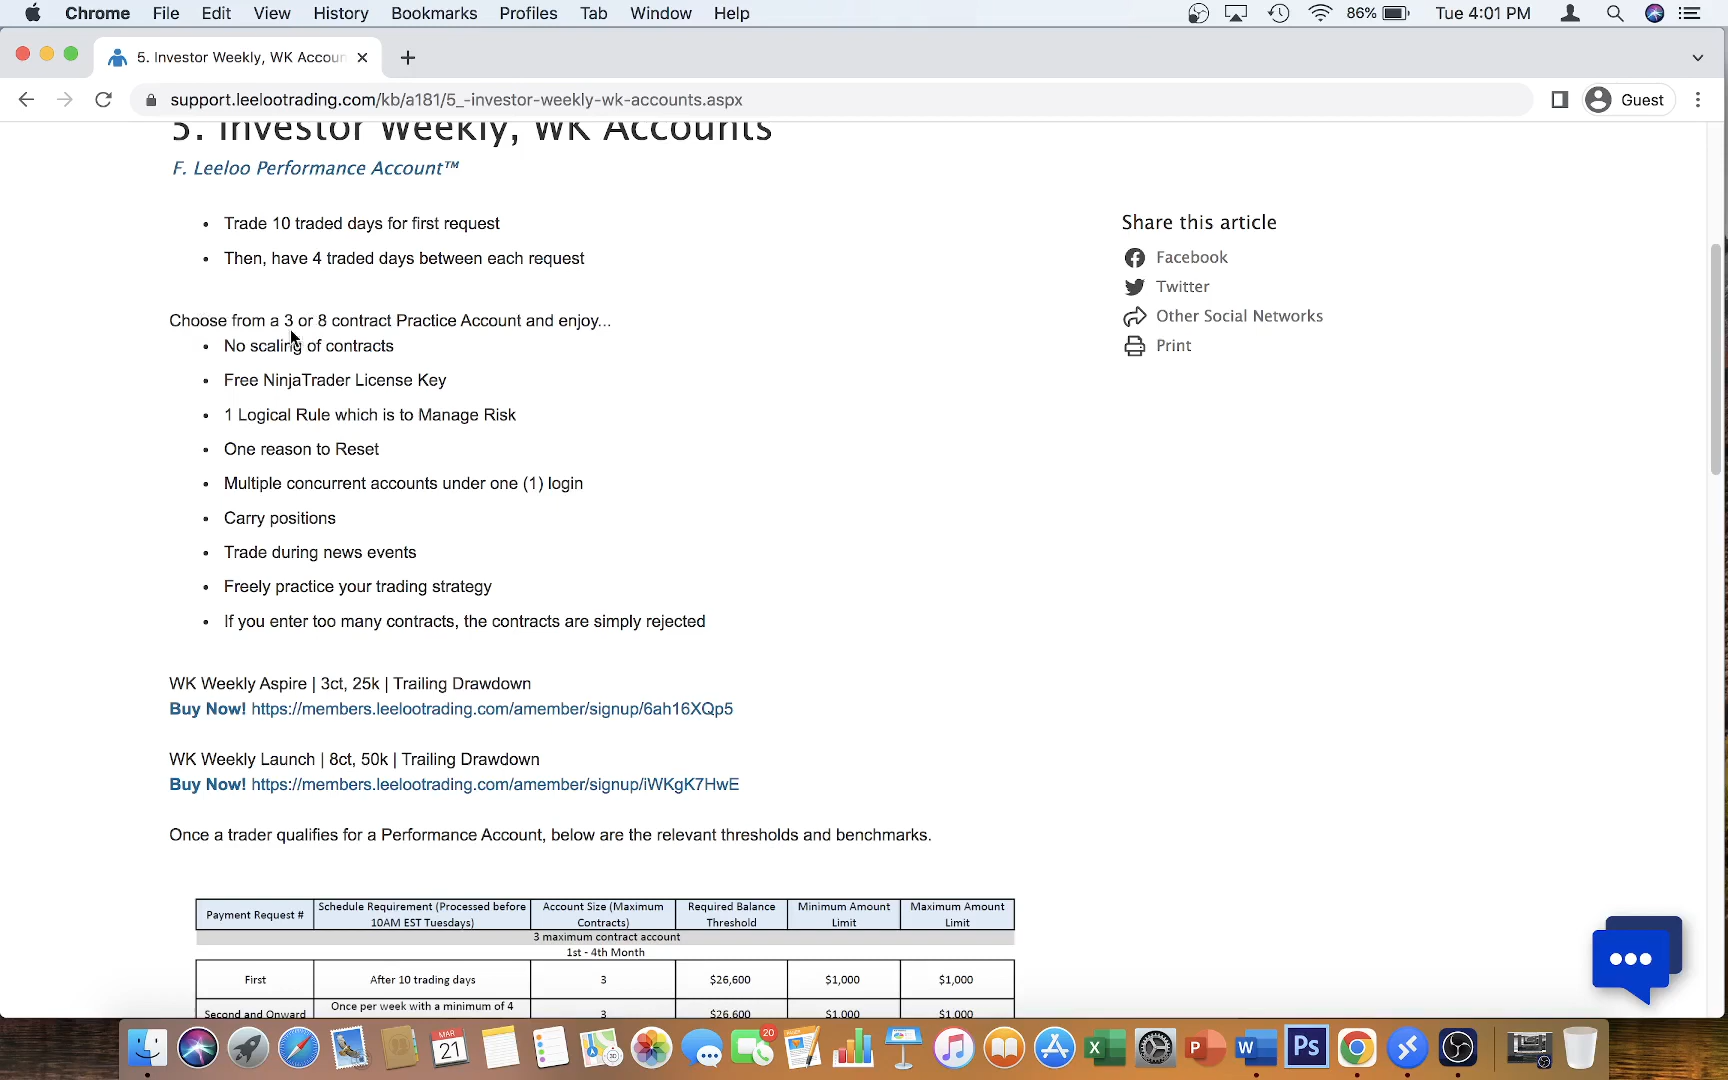 Chrome File Edit View History Bookmarks Profiles Tab Window Help 86% Tue 4:01 PM
5. Investor Weekly, WK Accoun
support.leelootrading.com/kb/a181/5_-investor-weekly-wk-accounts.aspx Guest
5. Investor Weekly, WK Accounts
F. Leeloo Performance Account™
• Trade 10 traded days for first request
• Then, have 4 traded days between each request
Choose from a 3 or 8 contract Practice Account and enjoy...
• No scaling of contracts
• Free NinjaTrader License Key
• 1 Logical Rule which is to Manage Risk
• One reason to Reset
• Multiple concurrent accounts under one (1) login
• Carry positions
• Trade during news events
• Freely practice your trading strategy
• If you enter too many contracts, the contracts are simply rejected
WK Weekly Aspire | 3ct, 25k | Trailing Drawdown
Buy Now! https://members.leelootrading.com/amember/signup/6ah16XQp5
WK Weekly Launch | 8ct, 50k | Trailing Drawdown
Buy Now! https://members.leelootrading.com/amember/signup/iWKgK7HwE
Once a trader qualifies for a Performance Account, below are the relevant thresholds and benchmarks.
Share this article
Facebook
Twitter
Other Social Networks
Print
Payment Request # Schedule Requirement (Processed before Account Size (Maximum Required Balance Minimum Amount Maximum Amount
10AM EST Tuesdays) Contracts) Threshold Limit Limit
3 maximum contract account
1st - 4th Month
First After 10 trading days 3 $26,600 $1,000 $1,000
Once per week with a minimum of 4
Second and Onward 3 $26,600 $1,000 $1,000
MAR
21
20
W
Ps